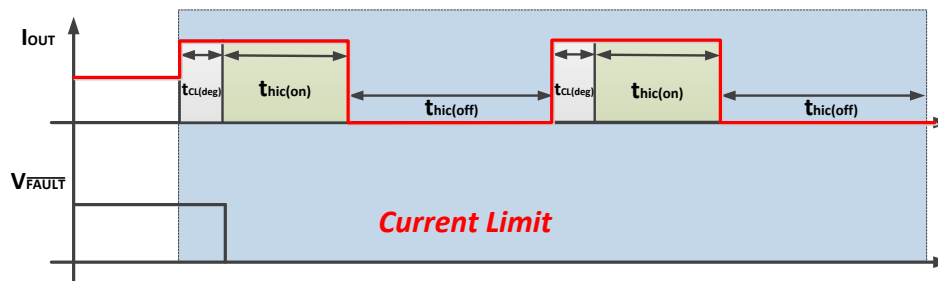 IOUT
tCL(deg)
thic(on)
thic(off)
tCL(deg)
thic(on)
thic(off)
VFAULT
Current Limit